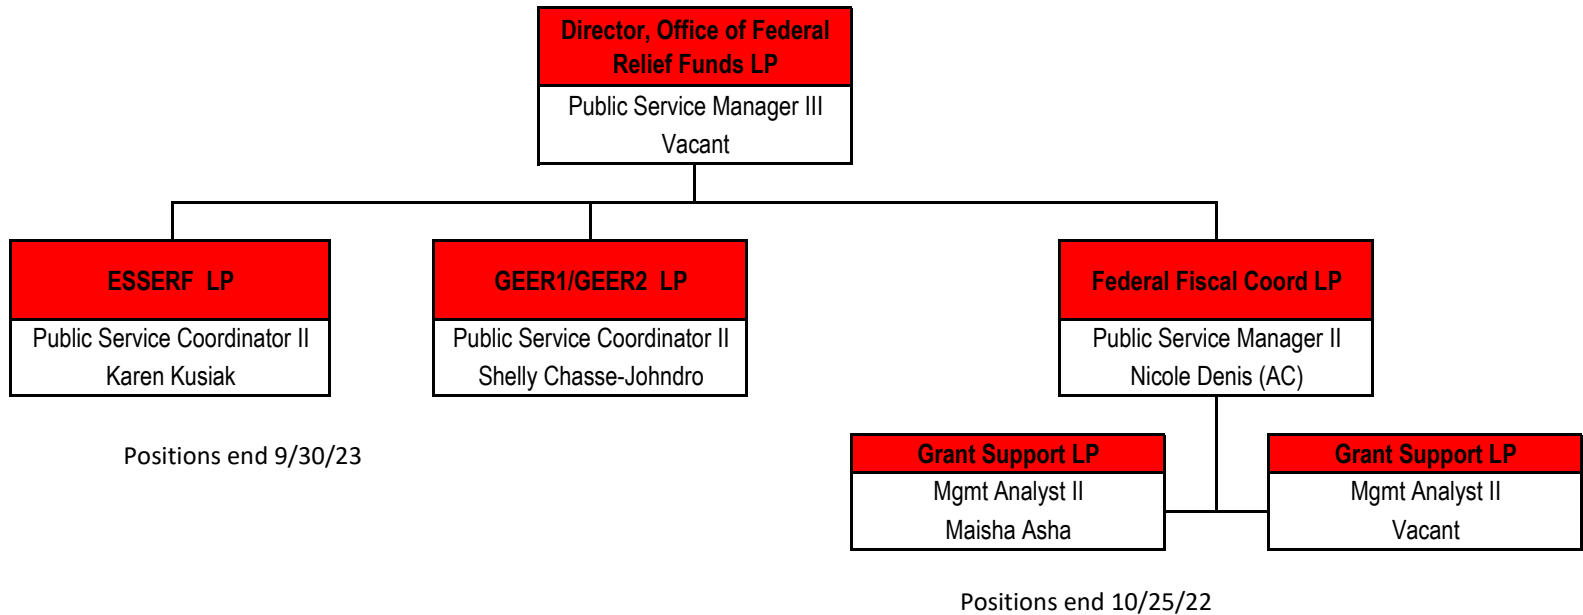 Director, Office of Federal
Relief Funds LP
Public Service Manager III
Vacant
ESSERF  LP
Public Service Coordinator II
Karen Kusiak
GEER1/GEER2  LP
Public Service Coordinator II
Shelly Chasse-Johndro
Federal Fiscal Coord LP
Public Service Manager II
Nicole Denis (AC)
Positions end 9/30/23
Grant Support LP
Mgmt Analyst II
Maisha Asha
Grant Support LP
Mgmt Analyst II
Vacant
Positions end 10/25/22